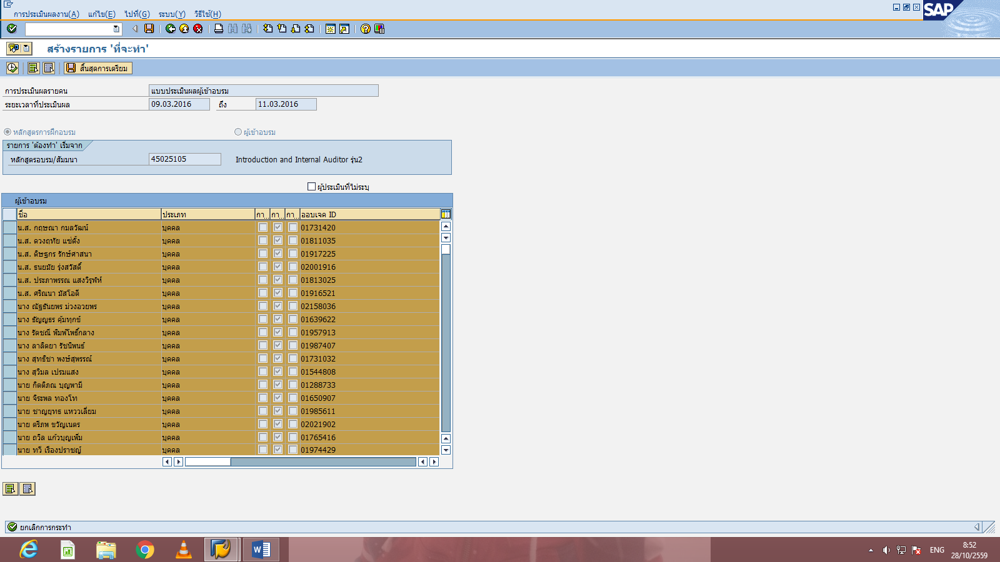 การประเมินผลงาน(A) แก้ไข(E) ไปที่(G) ระบบ(Y) วิธีใช้(H)
SAP
สร้างรายการ 'ที่จะทำ'
สิ้นสุดการเตรียม
การประเมินผลรายคน แบบประเมินผลผู้เข้าอบรม
ระยะเวลาที่ประเมินผล 09.03.2016 ถึง 11.03.2016
หลักสูตรการฝึกอบรม ผู้เข้าอบรม
รายการ 'ต้องทำ' เริ่มจาก
หลักสูตรอบรม/สัมมนา 45025105 Introduction and Internal Auditor รุ่น2
ผู้ประเมินที่ไม่ระบุ
ผู้เข้าอบรม
ชื่อ ประเภท กา... กา... กา... ออบเจค ID
น.ส. กฤษณา กมลวัฒน์ บุคคล 01731420
น.ส. ดวงฤทัย แซ่ตั้ง บุคคล 01811035
น.ส. ดิษฐกร รักษ์ศาสนา บุคคล 01917225
น.ส. ธนยมัย รุ่งสวัสดิ์ บุคคล 02001916
น.ส. ประภาพรรณ แสงวิรุฬห์ บุคคล 01813025
น.ส. ศริณนา มัสโอดี บุคคล 01916521
นาง ณัฐธันยพร ม่วงอวยพร บุคคล 02158036
นาง ธัญญธร คุ้มทุกข์ บุคคล 01639622
นาง รัตชณี พิมพ์โพธิ์กลาง บุคคล 01957913
นาง ลาลิตยา รัชนิพนธ์ บุคคล 01987407
นาง สุทธิชา พงษ์สุพรรณ์ บุคคล 01731032
นาง สุวิมล เปรมแสง บุคคล 01544808
นาย กิตติภณ บุญพามี บุคคล 01288733
นาย จิระพล ทองโท บุคคล 01650907
นาย ชาญยุทธ แหววเลี่ยม บุคคล 01985611
นาย ตรีภพ ขวัญเนตร บุคคล 02021902
นาย ถวิล แก้วบุญเพิ่ม บุคคล 01765416
นาย ทวี เรืองปราชญ์ บุคคล 01974429
ยกเลิกการกระทำ
ENG 8:52
28/10/2559